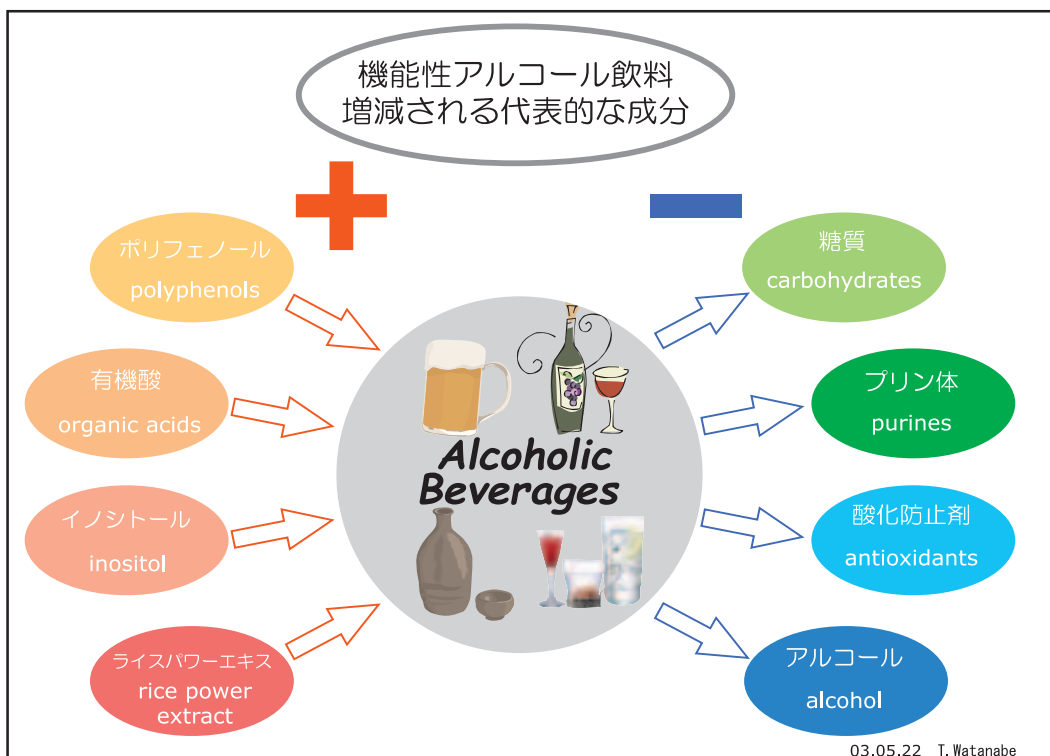 機能性アルコール飲料
増減される代表的な成分
ポリフェノール
polyphenols
有機酸
organic acids
イノシトール
inositol
ライスパワーエキス
rice power
extract
Alcoholic
Beverages
糖質
carbohydrates
プリン体
purines
酸化防止剤
antioxidants
アルコール
alcohol
03.05.22 T.Watanabe